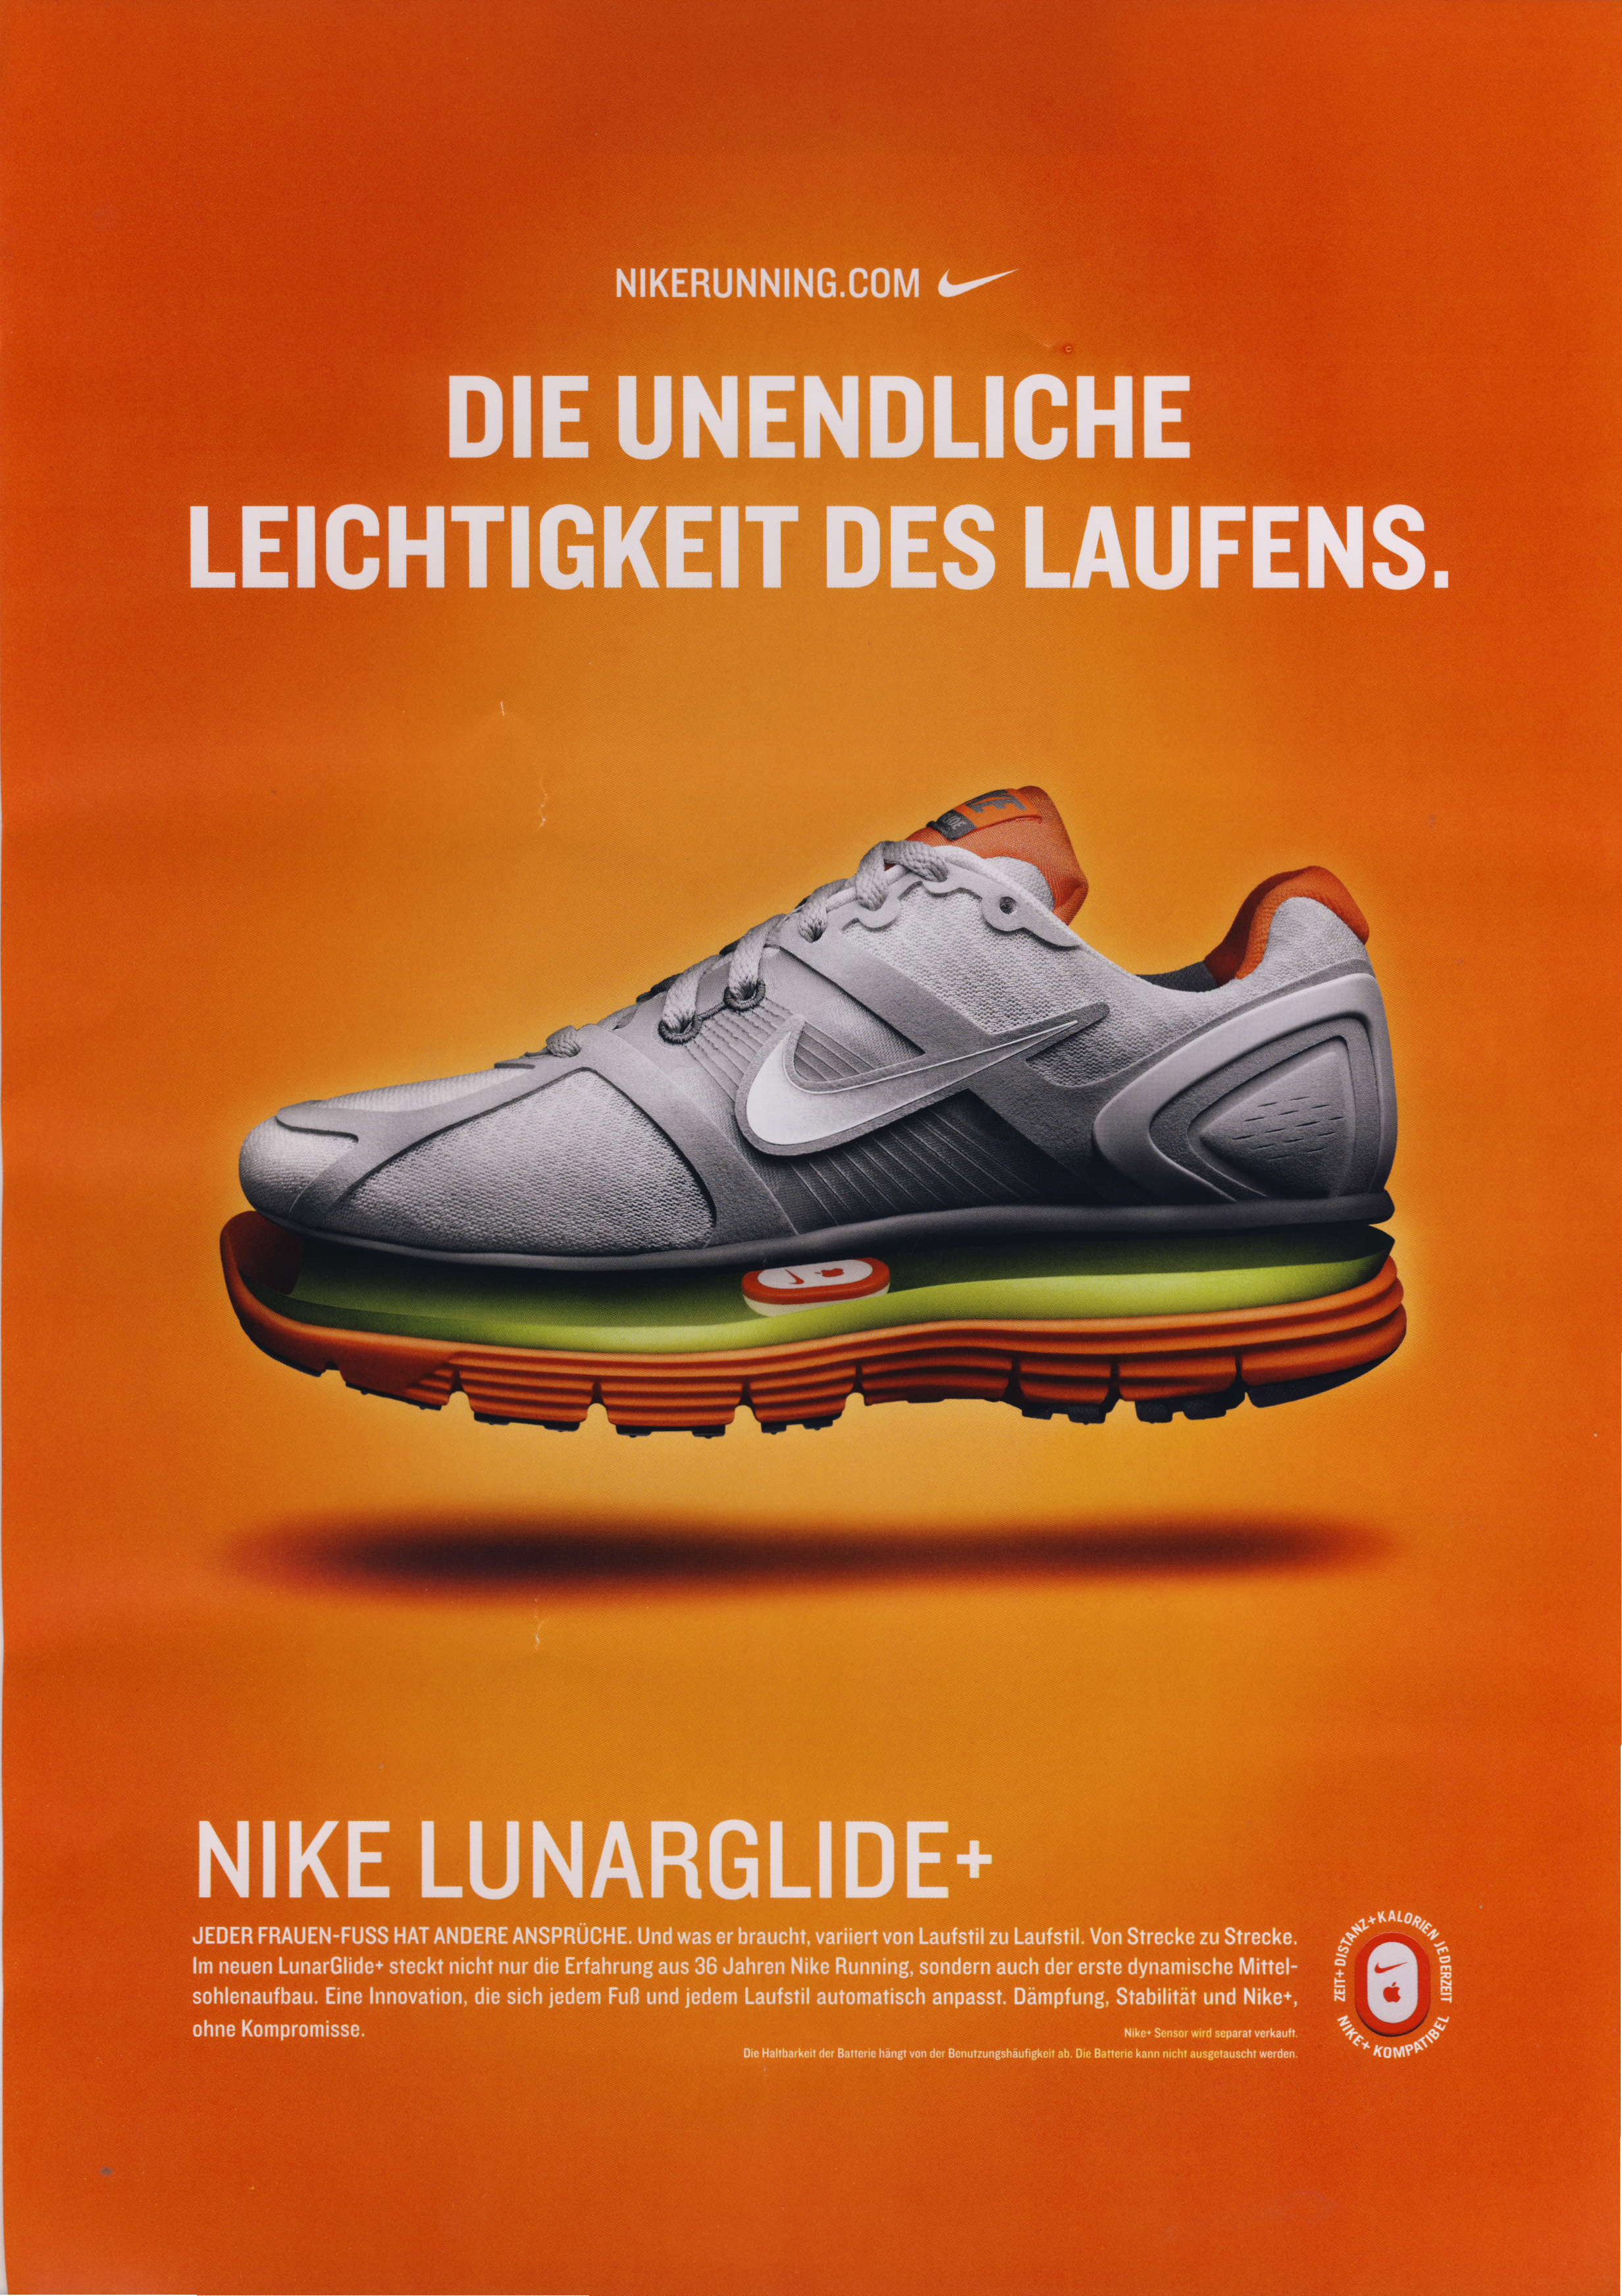 NIKERUNNING.COM
DIE UNENDLICHE
LEICHTIGKEIT DES LAUFENS.
NIKE LUNARGLIDE+
JEDER FRAUEN-FUSS HAT ANDERE ANSPRÜCHE. Und was er braucht, variiert von Laufstil zu Laufstil. Von Strecke zu Strecke.
Im neuen LunarGlide+ steckt nicht nur die Erfahrung aus 36 Jahren Nike Running, sondern auch der erste dynamische Mittel-
sohlenaufbau. Eine Innovation, die sich jedem Fuß und jedem Laufstil automatisch anpasst. Dämpfung, Stabilität und Nike+,
ohne Kompromisse.
Nike+ Sensor wird separat verkauft.
Die Haltbarkeit der Batterie hängt von der Benutzungshäufigkeit ab. Die Batterie kann nicht ausgetauscht werden.
ZEIT+ DISTANZ+KALORIEN JEDERZEIT
NIKE+ KOMPATIBEL